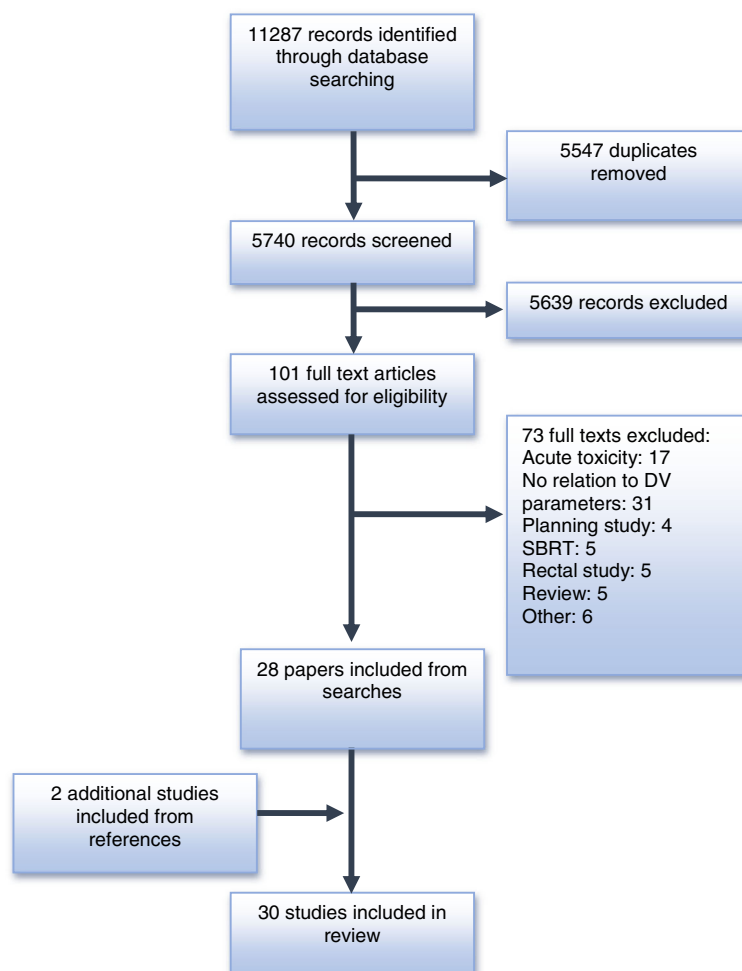 11287 records identified
through database
searching
5547 duplicates
removed
5740 records screened
5639 records excluded
101 full text articles
assessed for eligibility
73 full texts excluded:
Acute toxicity: 17
No relation to DV
parameters: 31
Planning study: 4
SBRT: 5
Rectal study: 5
Review: 5
Other: 6
28 papers included from
searches
2 additional studies
included from
references
30 studies included in
review